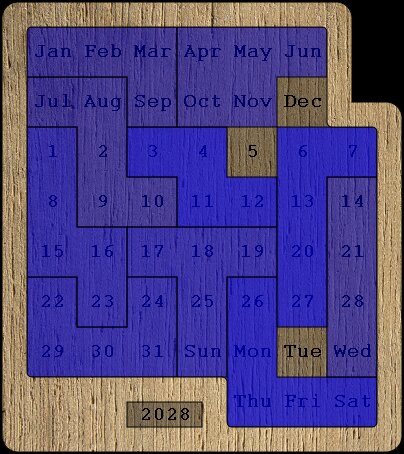 Jan Feb Mar Apr May Jun
Jul Aug Sep Oct Nov Dec
1 2 3 4 5 6 7
8 9 10 11 12 13 14
15 16 17 18 19 20 21
22 23 24 25 26 27 28
29 30 31 Sun Mon Tue Wed
Thu Fri Sat
2028